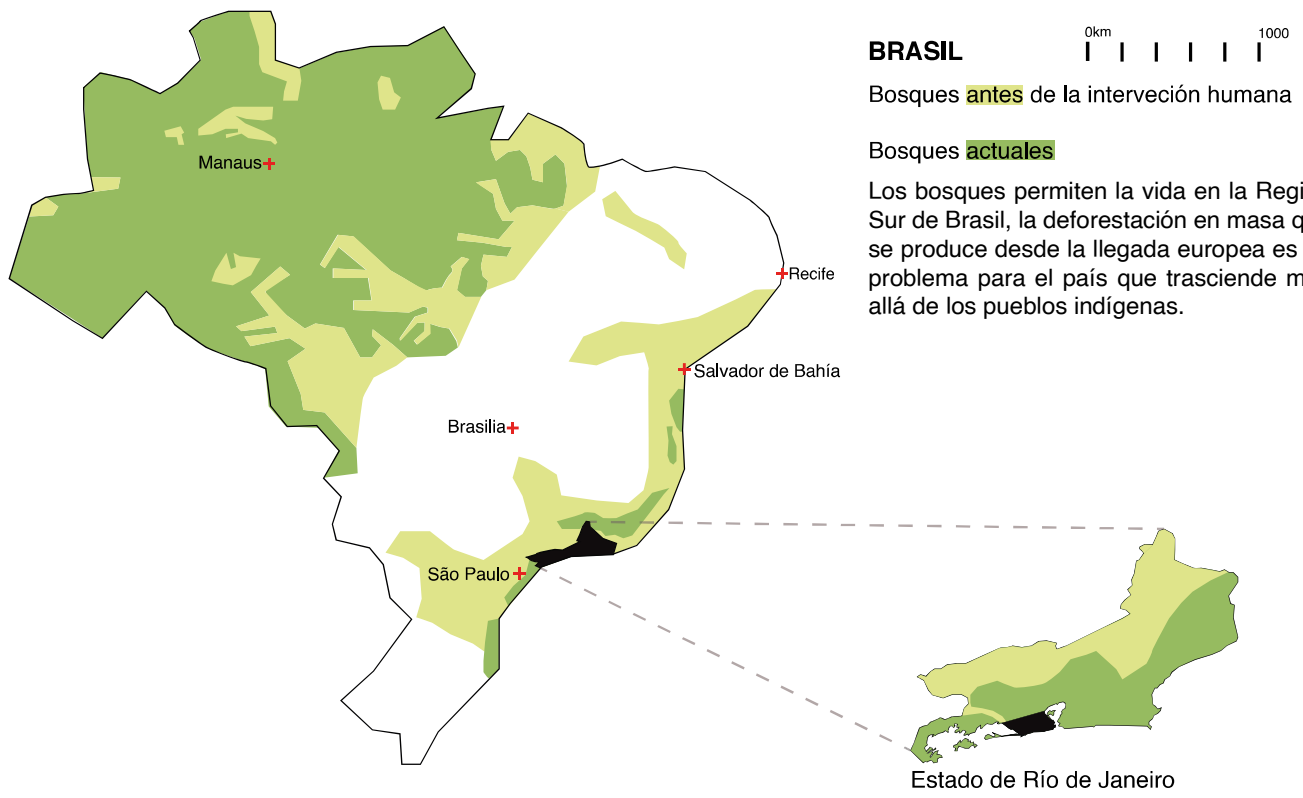 BRASIL
0km 1000
Bosques antes de la interveción humana
Bosques actuales
Los bosques permiten la vida en la Regi
Sur de Brasil, la deforestación en masa q
se produce desde la llegada europea es
problema para el país que trasciende m
allá de los pueblos indígenas.
Manaus
Recife
Salvador de Bahía
Brasilia
São Paulo
Estado de Río de Janeiro